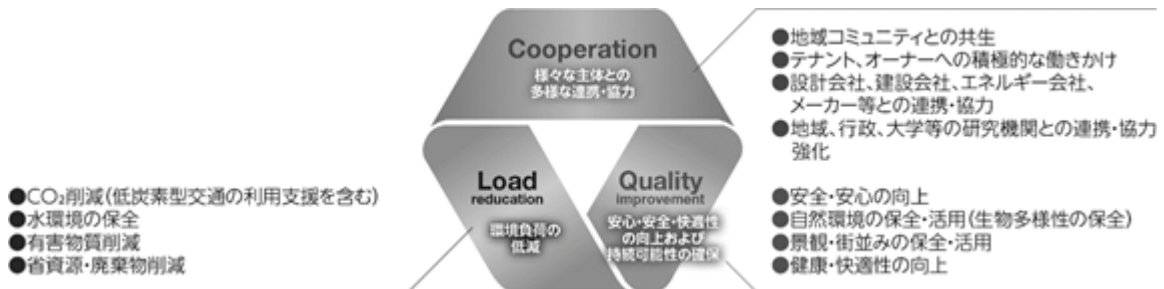 Cooperation
様々な主体との
多様な連携・協力
●地域コミュニティとの共生
●テナント、オーナーへの積極的な働きかけ
●設計会社、建設会社、エネルギー会社、
メーカー等との連携・協力
●地域、行政、大学等の研究機関との連携・協力
強化
Load
reducation
環境負荷の
低減
●CO₂削減(低炭素型交通の利用支援を含む)
●水環境の保全
●有害物質削減
●省資源・廃棄物削減
Quality
improvement
安心・安全・快適性
の向上および
持続可能性の確保
●安全・安心の向上
●自然環境の保全・活用(生物多様性の保全)
●景観・街並みの保全・活用
●健康・快適性の向上